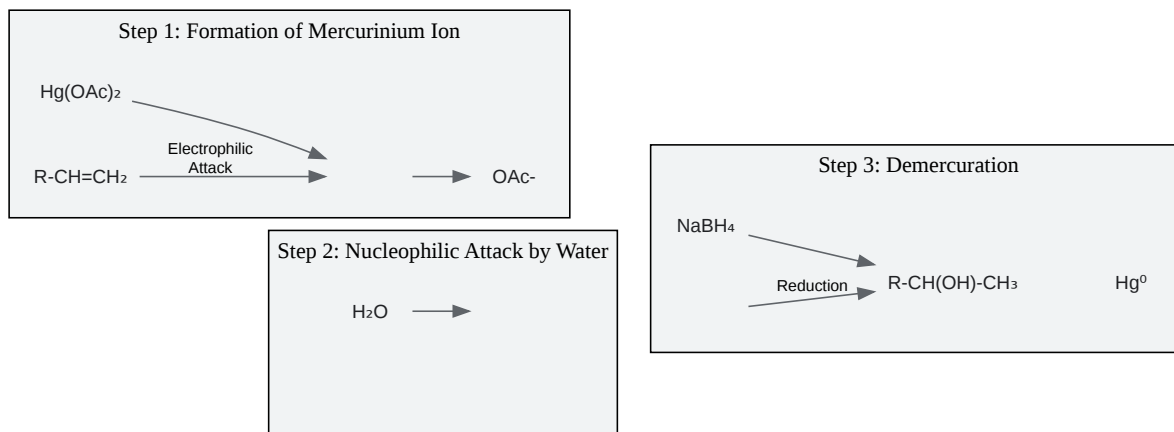 Step 1: Formation of Mercurinium Ion
Hg(OAc)₂
Electrophilic
Attack
R-CH=CH₂
OAc-
Step 2: Nucleophilic Attack by Water
H₂O
Step 3: Demercuration
NaBH₄
Reduction
R-CH(OH)-CH₃
Hg⁰